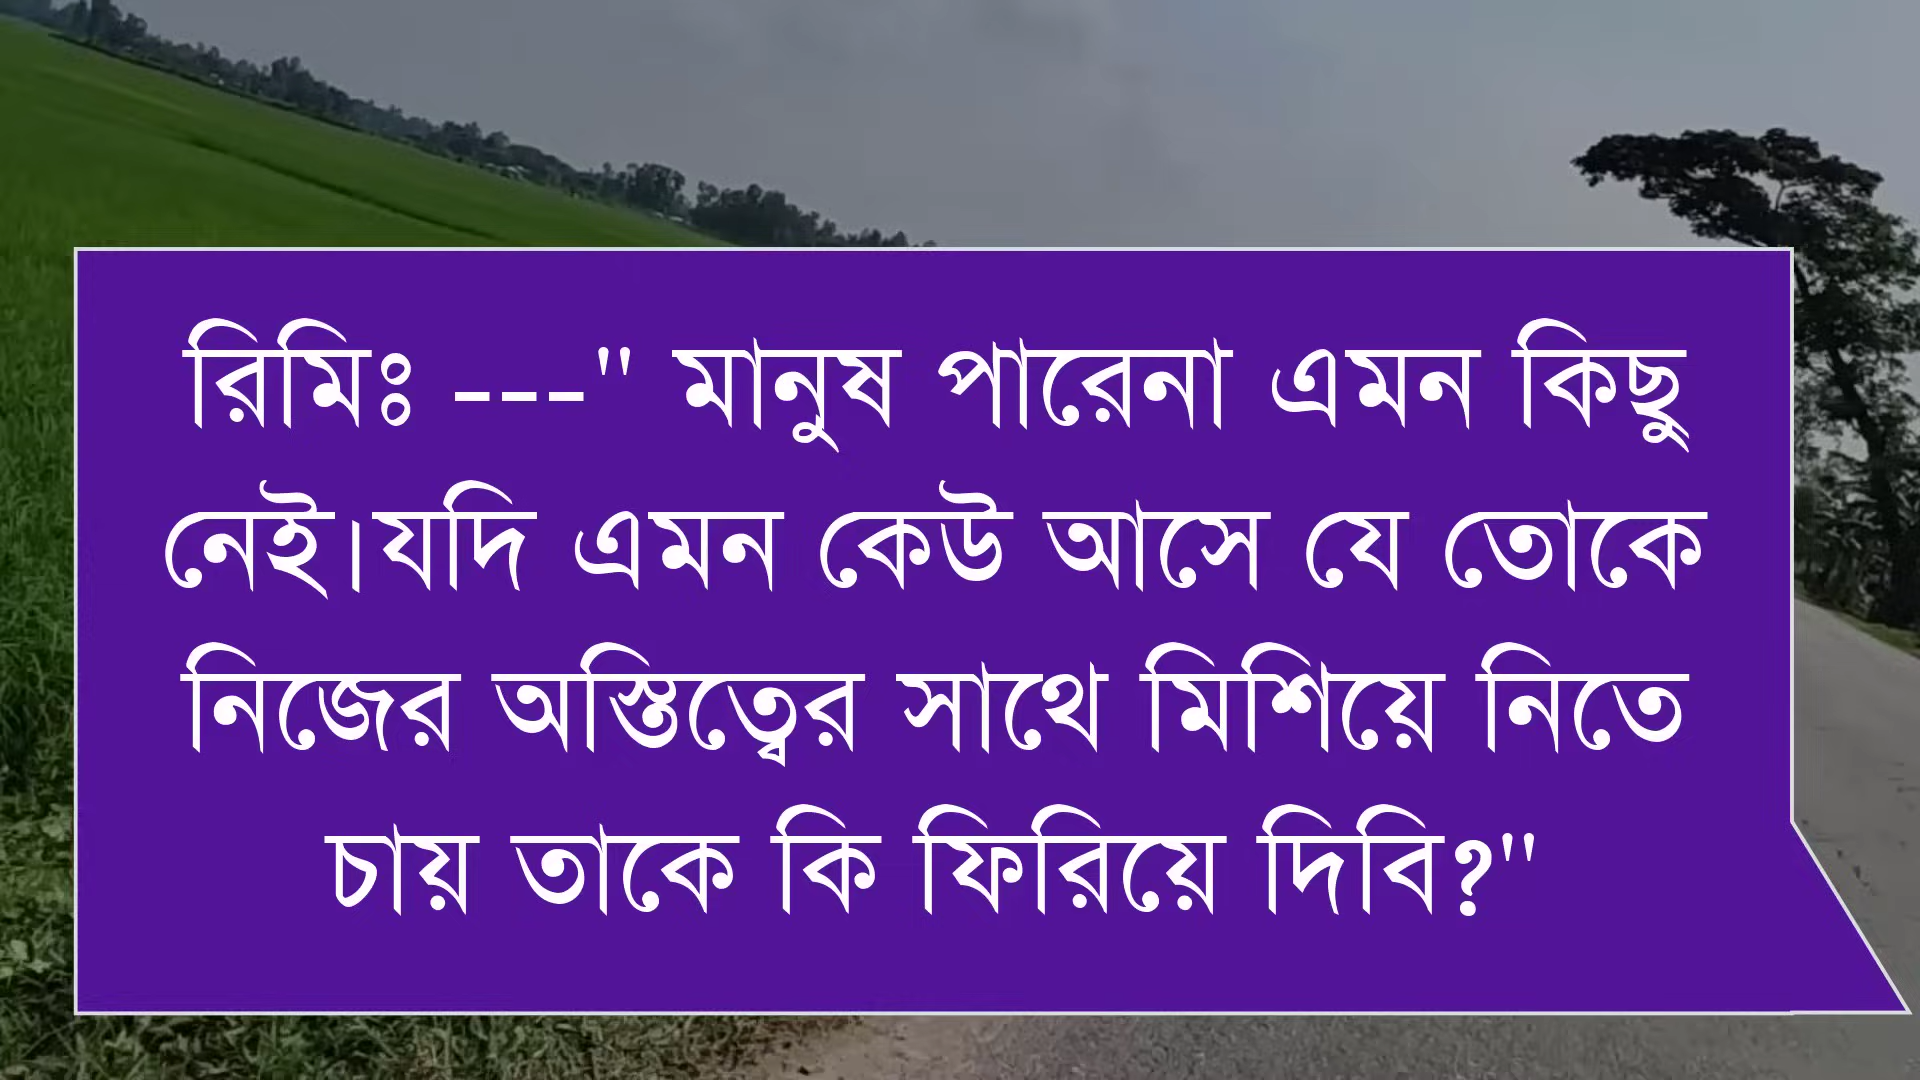 রিমিঃ ---" মানুষ পারেনা এমন কিছু
নেই।যদি এমন কেউ আসে যে তোকে
নিজের অস্তিত্বের সাথে মিশিয়ে নিতে
চায় তাকে কি ফিরিয়ে দিবি?"